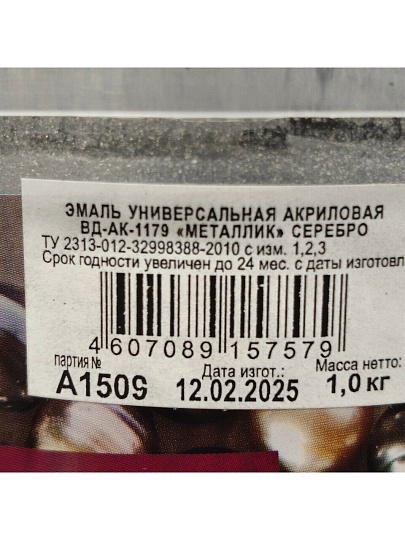 ЭМАЛЬ УНИВЕРСАЛЬНАЯ АКРИЛОВАЯ
ВД-АК-1179 «МЕТАЛЛИК» СЕРЕБРО
ТУ 2313-012-32998388-2010 с изм. 1,2,3
Срок годности увеличен до 24 мес. с даты изготовл
4 607089 157579
партия № Дата изгот.: Масса нетто:
А1509 12.02.2025 1,0 кг